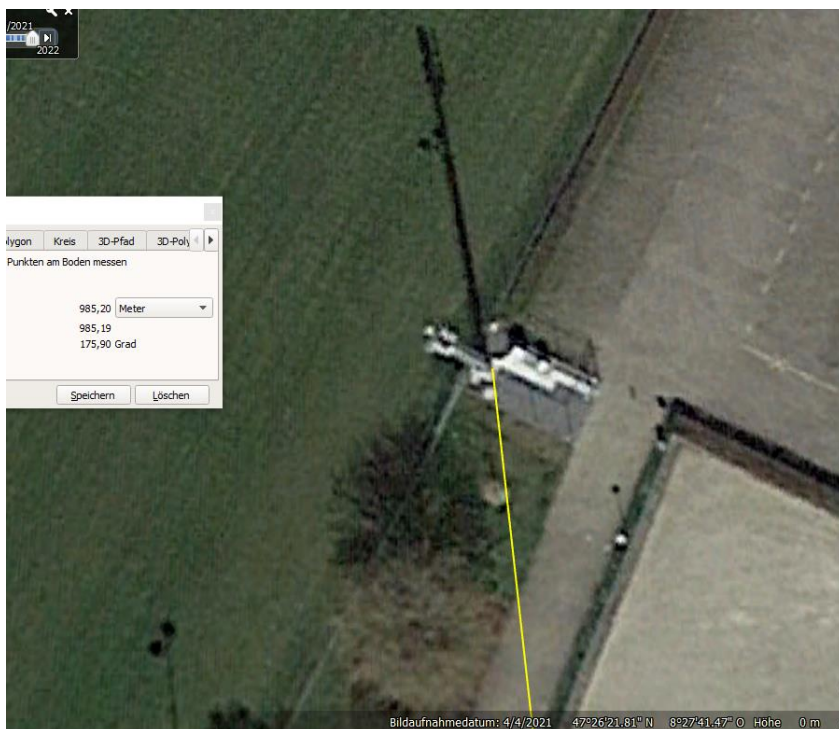 /2021
2022
olygon Kreis 3D-Pfad 3D-Poly
Punkten am Boden messen
985,20 Meter
985,19
175,90 Grad
Speichern Löschen
Bildaufnahmedatum: 4/4/2021 47°26'21.81" N 8°27'41.47" O Höhe 0 m